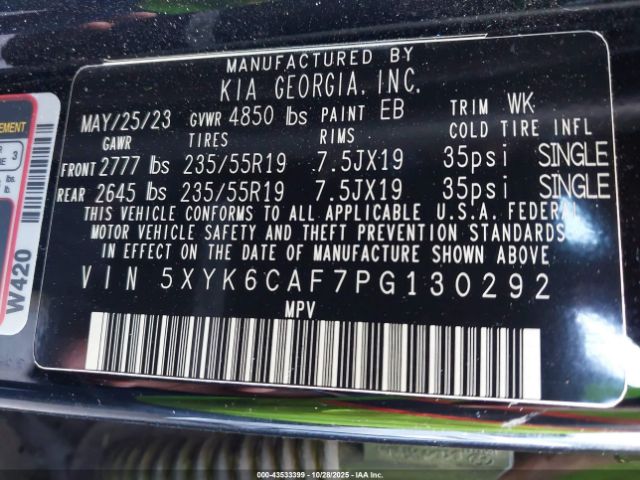 MANUFACTURED BY
KIA GEORGIA, INC.
MAY/25/23 GVWR 4850 lbs PAINT EB TRIM WK
GAWR TIRES RIMS COLD TIRE INFL
FRONT 2777 lbs 235/55R19 7.5JX19 35psi SINGLE
REAR 2645 lbs 235/55R19 7.5JX19 35psi SINGLE
THIS VEHICLE CONFORMS TO ALL APPLICABLE U.S.A. FEDERAL
MOTOR VEHICLE SAFETY AND THEFT PREVENTION STANDARDS
IN EFFECT ON THE DATE OF MANUFACTURE SHOWN ABOVE
VIN 5XYK6CAF7PG130292
MPV
3
W420
000-43533399 - 10/28/2025 - IAAI.COM